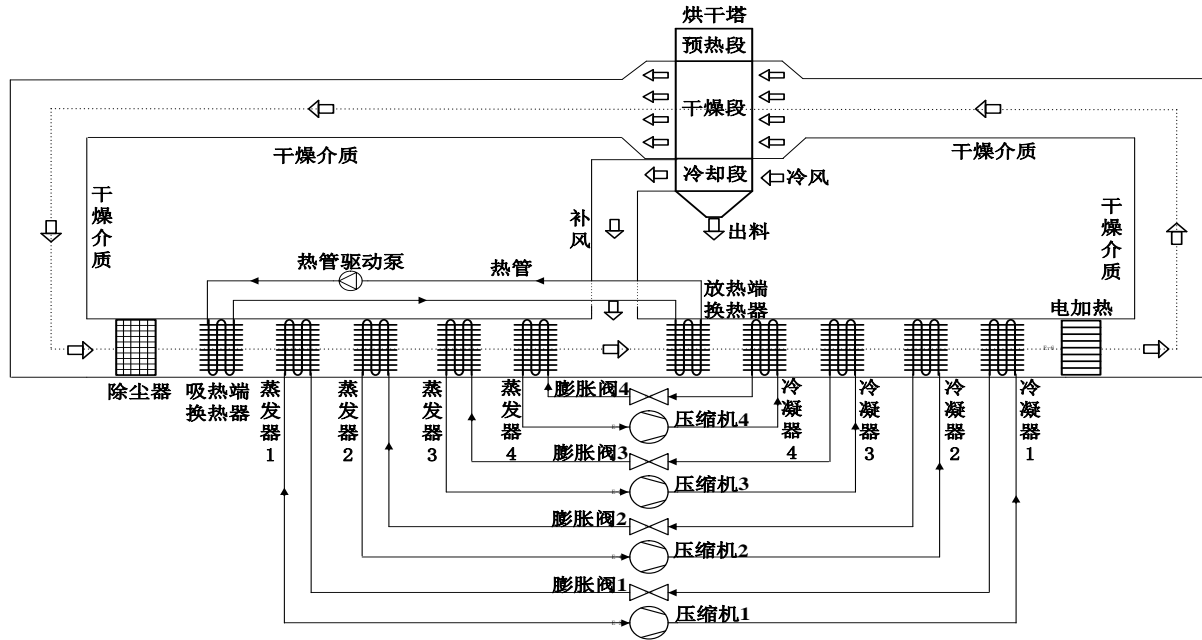 烘干塔
预热段
干燥段
干燥介质
干燥介质
冷却段
冷风
干燥介质
干燥介质
补风
出料
热管驱动泵
热管
放热端
换热器
电加热
除尘器
吸热端
换热器
蒸发器1
蒸发器2
蒸发器3
蒸发器4
冷凝器4
冷凝器3
冷凝器2
冷凝器1
膨胀阀4
压缩机4
膨胀阀3
压缩机3
膨胀阀2
压缩机2
膨胀阀1
压缩机1